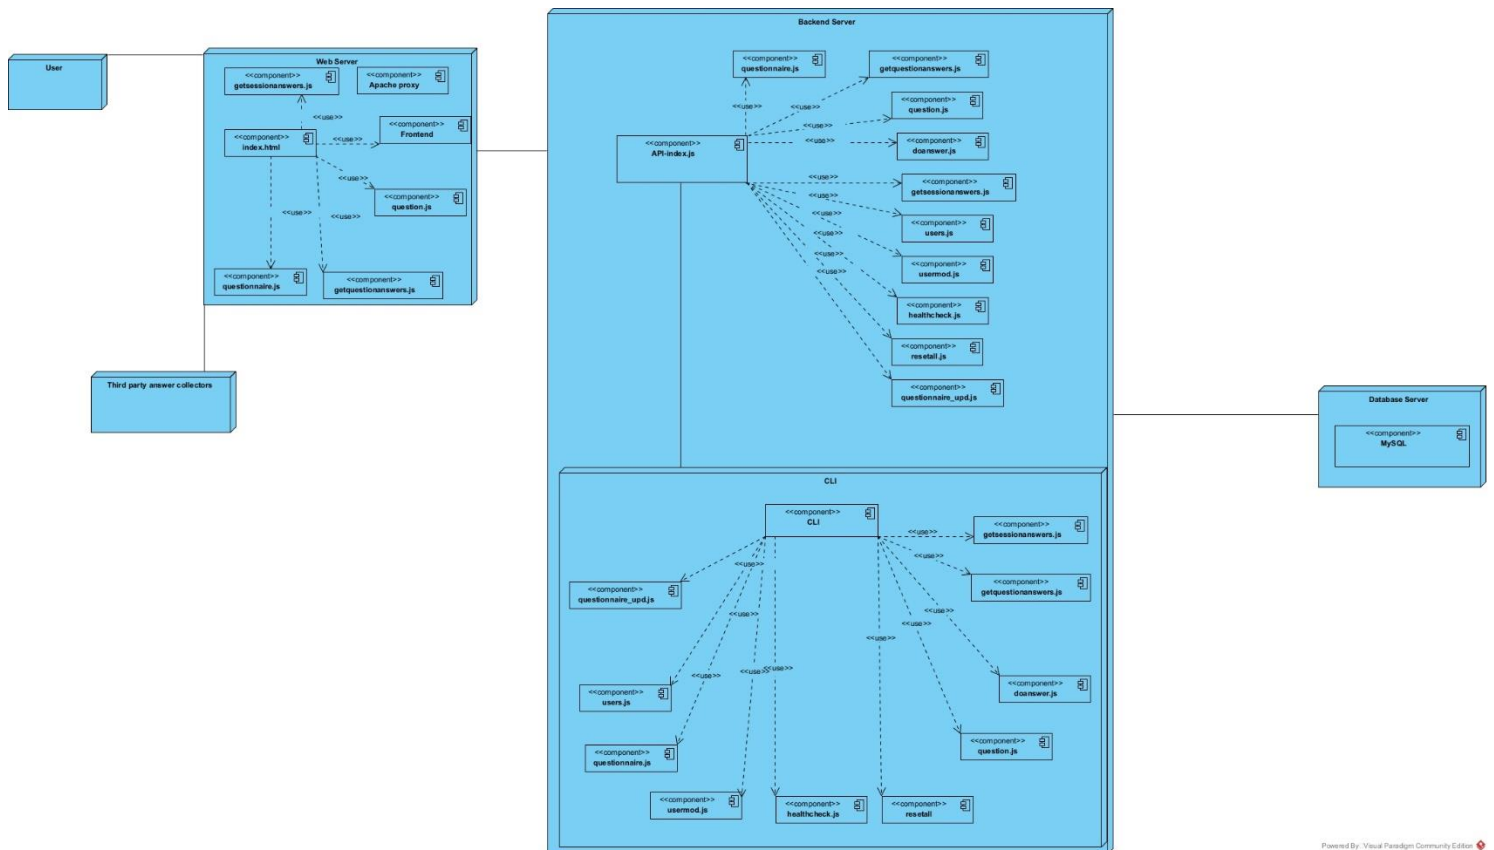 User
Web Server
<<component>>
getsessionanswers.js
<<component>>
Apache proxy
<<use>>
<<component>>
index.html
<<use>>
<<component>>
Frontend
<<use>>
<<component>>
question.js
<<use>>
<<use>>
<<component>>
questionnaire.js
<<component>>
getquestionanswers.js
Third party answer collectors
Backend Server
<<component>>
questionnaire.js
<<component>>
getquestionanswers.js
<<use>>
<<use>>
<<component>>
question.js
<<use>>
<<component>>
API-index.js
<<use>>
<<component>>
doanswer.js
<<use>>
<<component>>
getsessionanswers.js
<<use>>
<<component>>
users.js
<<use>>
<<component>>
usermod.js
<<use>>
<<component>>
healthcheck.js
<<use>>
<<component>>
resetall.js
<<use>>
<<component>>
questionnaire_upd.js
CLI
<<component>>
CLI
<<use>>
<<component>>
getsessionanswers.js
<<use>>
<<component>>
getquestionanswers.js
<<use>>
<<component>>
questionnaire_upd.js
<<use>>
<<use>>
<<use>>
<<use>>
<<use>>
<<use>>
<<use>>
<<use>>
<<component>>
doanswer.js
<<component>>
users.js
<<component>>
question.js
<<component>>
questionnaire.js
<<component>>
usermod.js
<<component>>
healthcheck.js
<<component>>
resetall
Database Server
<<component>>
MySQL
Powered By: Visual Paradigm Community Edition